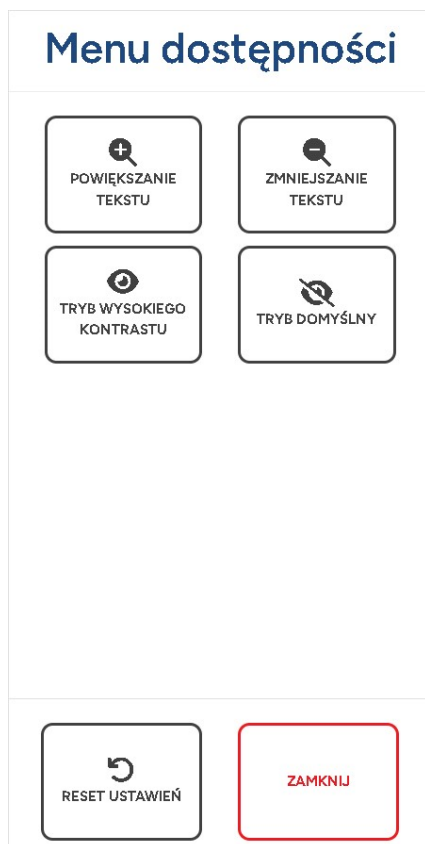 Menu dostępności
POWIĘKSZANIE
TEKSTU
ZMNIEJSZANIE
TEKSTU
TRYB WYSOKIEGO
KONTRASTU
TRYB DOMYŚLNY
RESET USTAWIEŃ
ZAMKNIJ